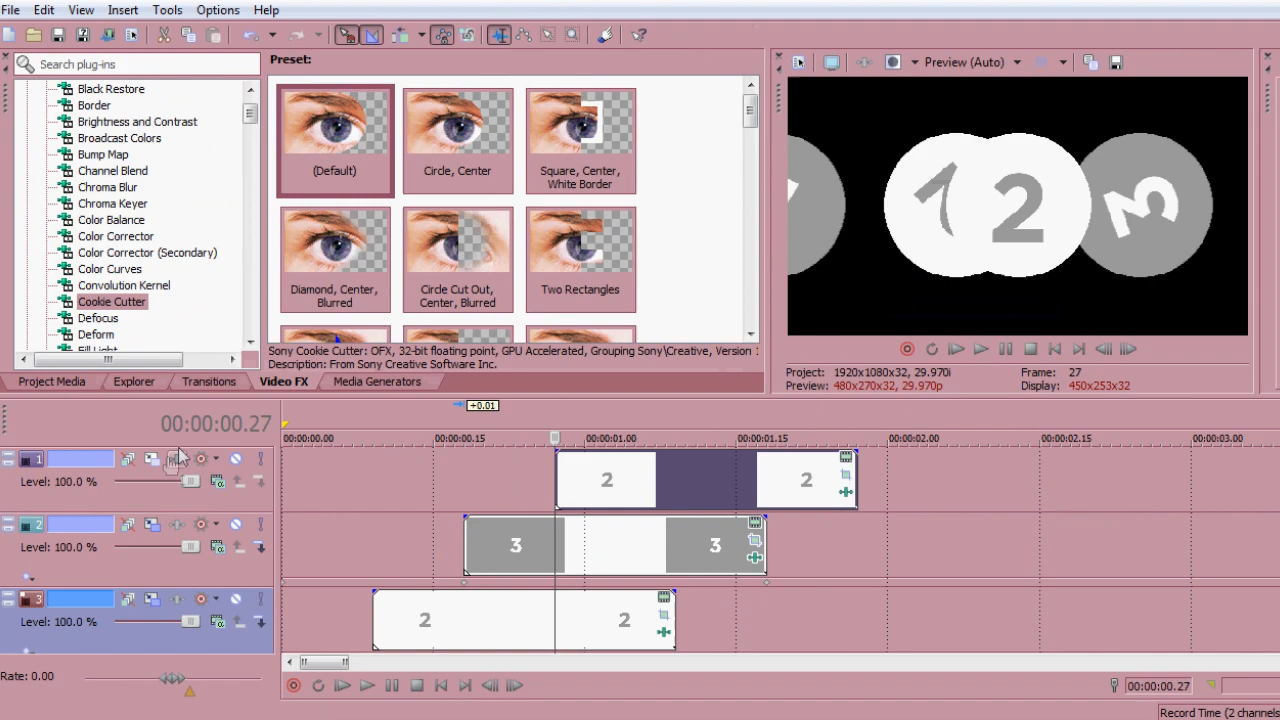 File Edit View Insert Tools Options Help
Search plug-ins
Black Restore
Border
Brightness and Contrast
Broadcast Colors
Bump Map
Channel Blend
Chroma Blur
Chroma Keyer
Color Balance
Color Corrector
Color Corrector (Secondary)
Color Curves
Convolution Kernel
Cookie Cutter
Defocus
Deform
Fill Light
Preset:
(Default)
Circle, Center
Square, Center,
White Border
Diamond, Center,
Blurred
Circle Cut Out,
Center, Blurred
Two Rectangles
Sony Cookie Cutter: OFX, 32-bit floating point, GPU Accelerated, Grouping Sony\Creative, Version 1
Description: From Sony Creative Software Inc.
Project Media Explorer Transitions Video FX Media Generators
Preview (Auto)
1 2 3
Project: 1920x1080x32, 29.970i
Preview: 480x270x32, 29.970p
Frame: 27
Display: 450x253x32
+0.01
00:00:00.27
00:00:00.00 00:00:00.15 00:00:01.00 00:00:01.15 00:00:02.00 00:00:02.15 00:00:03.00
1
Level: 100.0 %
2 2
2
Level: 100.0 %
3 3
3
Level: 100.0 %
2 2
Rate: 0.00
00:00:00.27
Record Time (2 channels